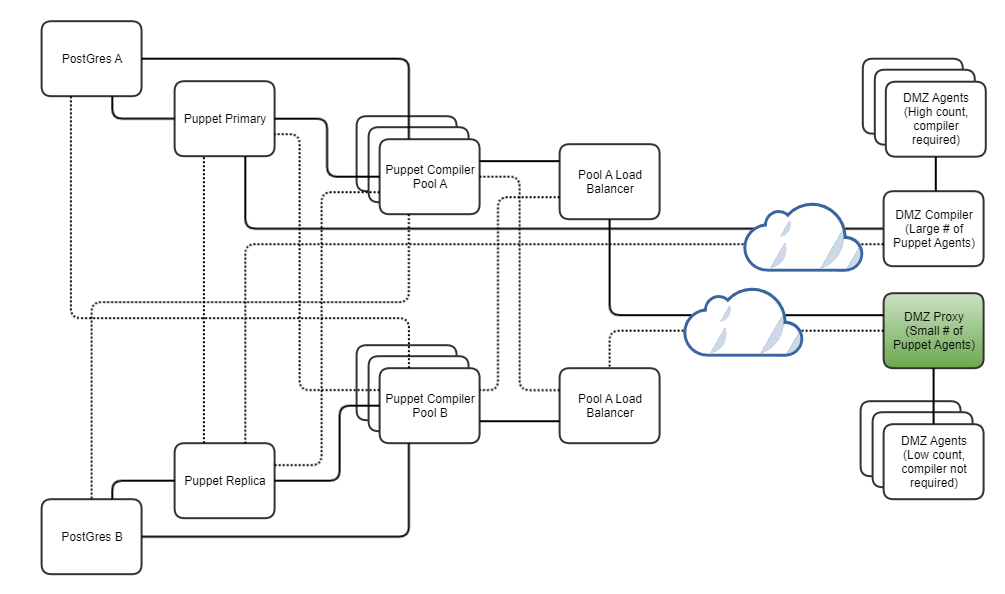 PostGres A
Puppet Primary
Puppet Compiler
Pool A
Pool A Load
Balancer
DMZ Agents
(High count,
compiler
required)
DMZ Compiler
(Large # of
Puppet Agents)
DMZ Proxy
(Small # of
Puppet Agents)
Puppet Compiler
Pool B
Pool A Load
Balancer
DMZ Agents
(Low count,
compiler not
required)
Puppet Replica
PostGres B